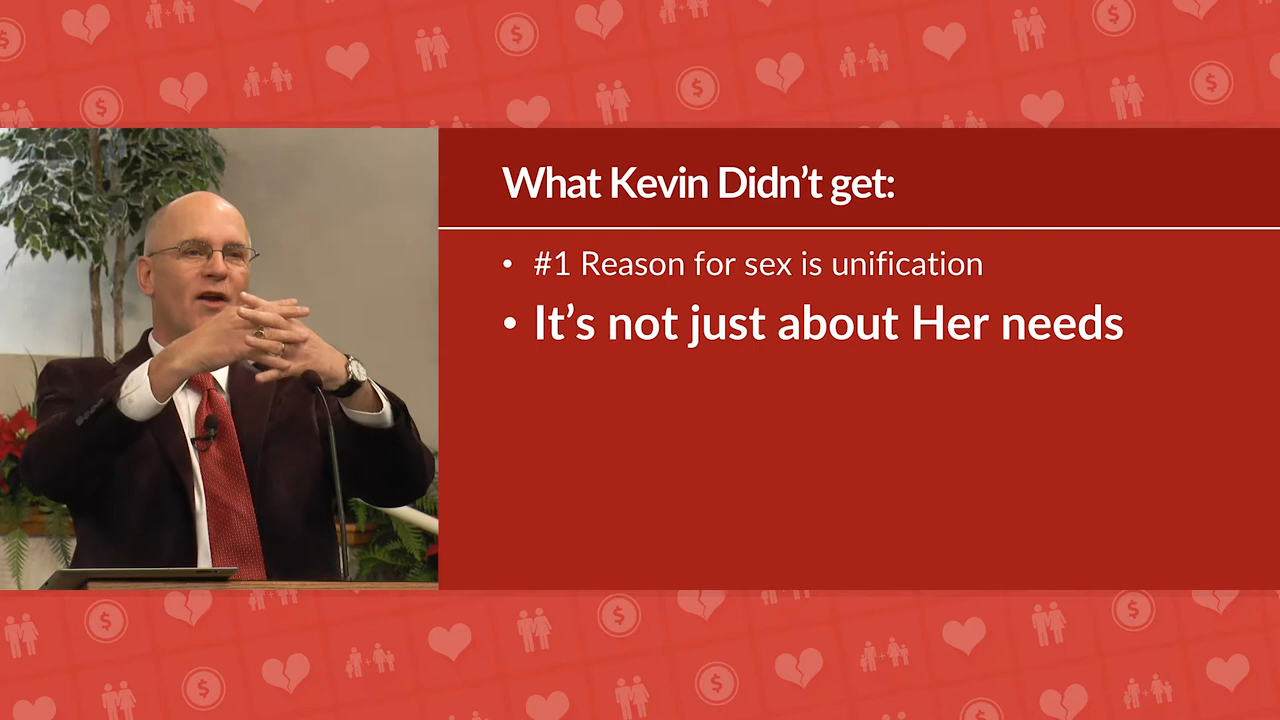 What Kevin Didn’t get:
• #1 Reason for sex is unification
• It’s not just about Her needs